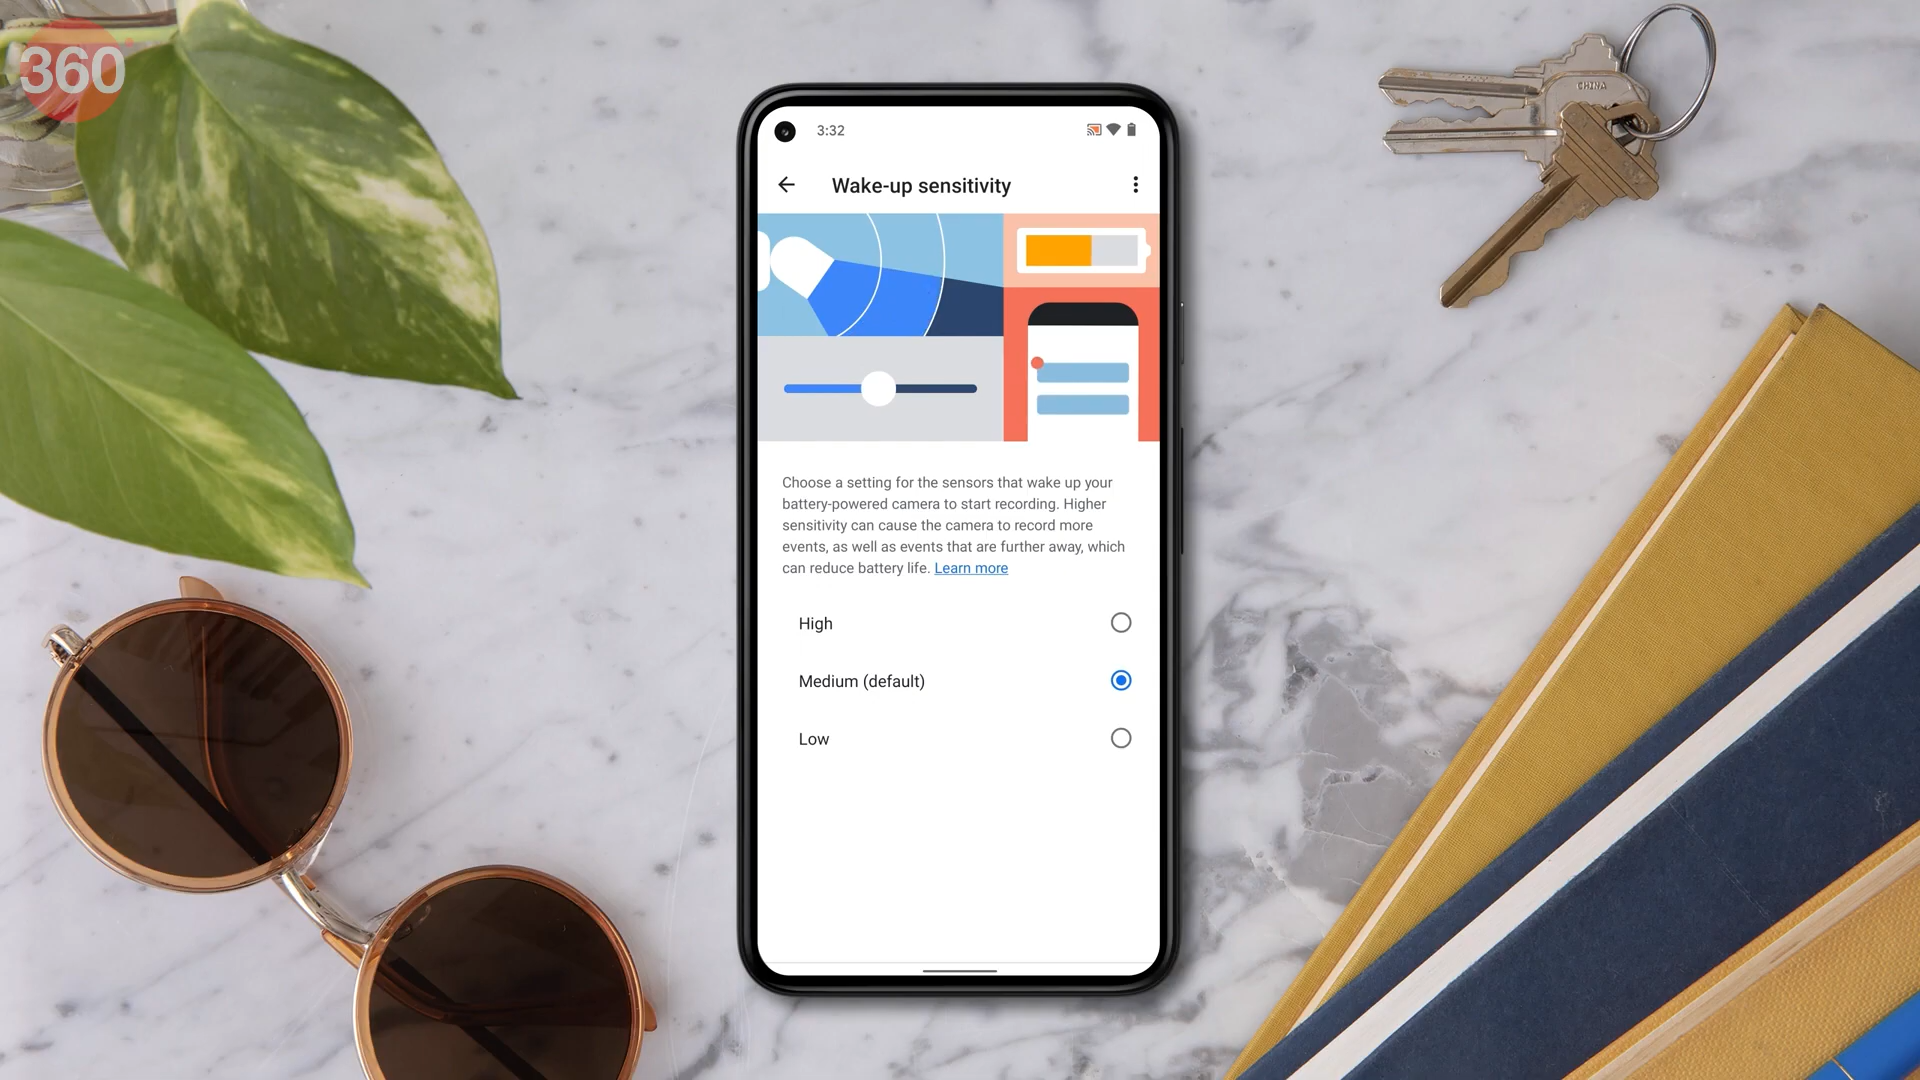 360
3:32
Wake-up sensitivity
Choose a setting for the sensors that wake up your
battery-powered camera to start recording. Higher
sensitivity can cause the camera to record more
events, as well as events that are further away, which
can reduce battery life. Learn more
High
Medium (default)
Low
CHINA